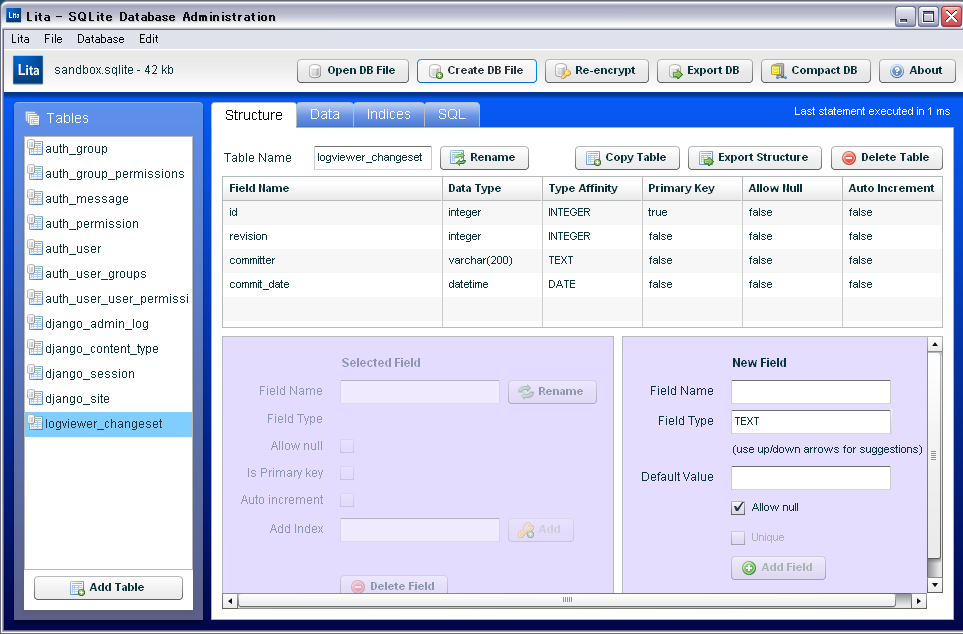 Lita - SQLite Database Administration
Lita File Database Edit
Lita sandbox.sqlite - 42 kb Open DB File Create DB File Re-encrypt Export DB Compact DB About
Tables
auth_group
auth_group_permissions
auth_message
auth_permission
auth_user
auth_user_groups
auth_user_user_permissi
django_admin_log
django_content_type
django_session
django_site
logviewer_changeset
Add Table
Structure Data Indices SQL Last statement executed in 1 ms
Table Name logviewer_changeset Rename Copy Table Export Structure Delete Table
Field Name Data Type Type Affinity Primary Key Allow Null Auto Increment
id integer INTEGER true false false
revision integer INTEGER false false false
committer varchar(200) TEXT false false false
commit_date datetime DATE false false false
Selected Field
Field Name Rename
Field Type
Allow null
Is Primary key
Auto increment
Add Index Add
Delete Field
New Field
Field Name
Field Type TEXT
(use up/down arrows for suggestions)
Default Value
Allow null
Unique
Add Field